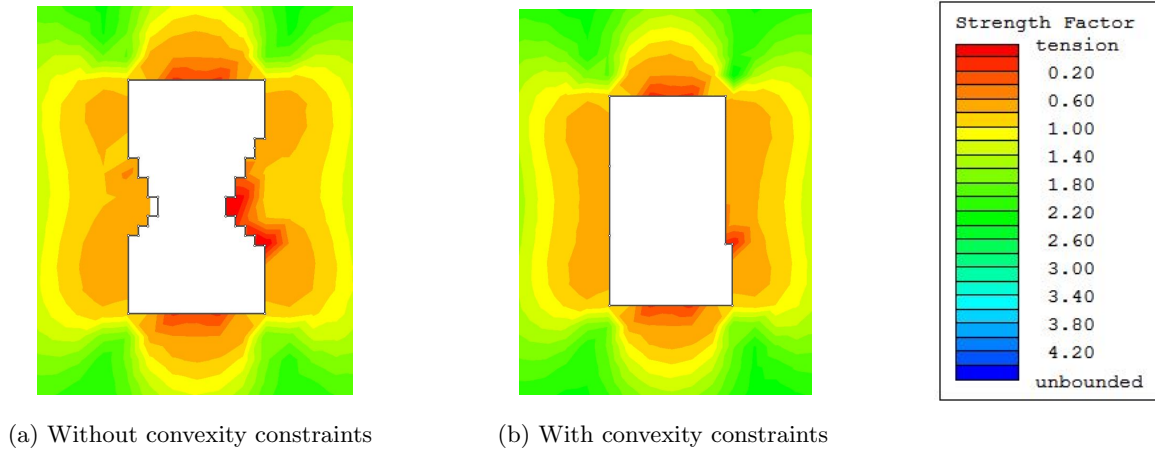 Strength Factor
tension
0.20
0.60
1.00
1.40
1.80
2.20
2.60
3.00
3.40
3.80
4.20
unbounded
(a) Without convexity constraints
(b) With convexity constraints